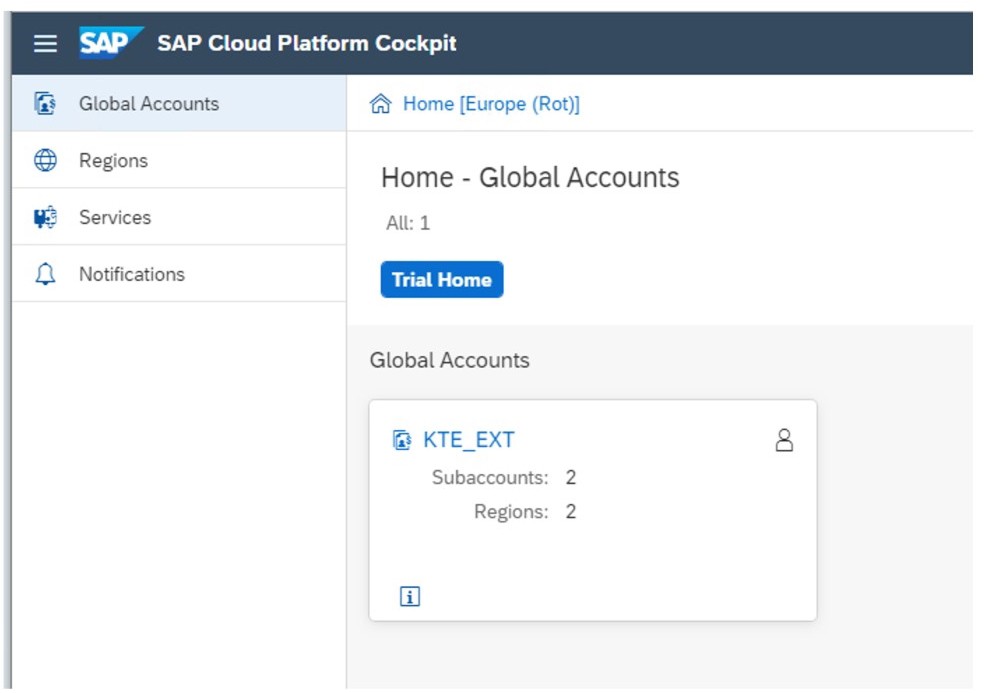 SAP SAP Cloud Platform Cockpit
Global Accounts
Regions
Services
Notifications
Home [Europe (Rot)]
Home - Global Accounts
All: 1
Trial Home
Global Accounts
KTE_EXT
Subaccounts: 2
Regions: 2